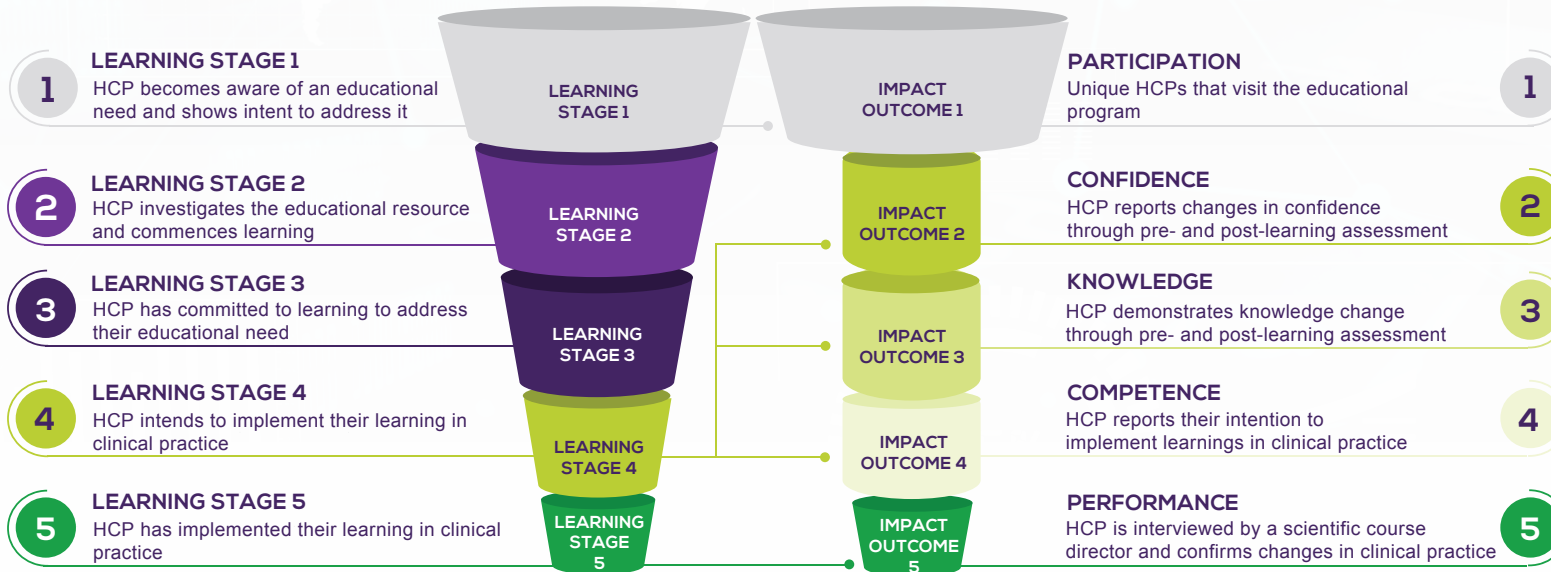 1
LEARNING STAGE 1
HCP becomes aware of an educational
need and shows intent to address it
2
LEARNING STAGE 2
HCP investigates the educational resource
and commences learning
3
LEARNING STAGE 3
HCP has committed to learning to address
their educational need
4
LEARNING STAGE 4
HCP intends to implement their learning in
clinical practice
5
LEARNING STAGE 5
HCP has implemented their learning in clinical
practice
LEARNING
STAGE 1
LEARNING
STAGE 2
LEARNING
STAGE 3
LEARNING
STAGE 4
LEARNING
STAGE
5
IMPACT
OUTCOME 1
IMPACT
OUTCOME 2
IMPACT
OUTCOME 3
IMPACT
OUTCOME 4
IMPACT
OUTCOME
5
PARTICIPATION
Unique HCPs that visit the educational
program
1
CONFIDENCE
HCP reports changes in confidence
through pre- and post-learning assessment
2
KNOWLEDGE
HCP demonstrates knowledge change
through pre- and post-learning assessment
3
COMPETENCE
HCP reports their intention to
implement learnings in clinical practice
4
PERFORMANCE
HCP is interviewed by a scientific course
director and confirms changes in clinical practice
5